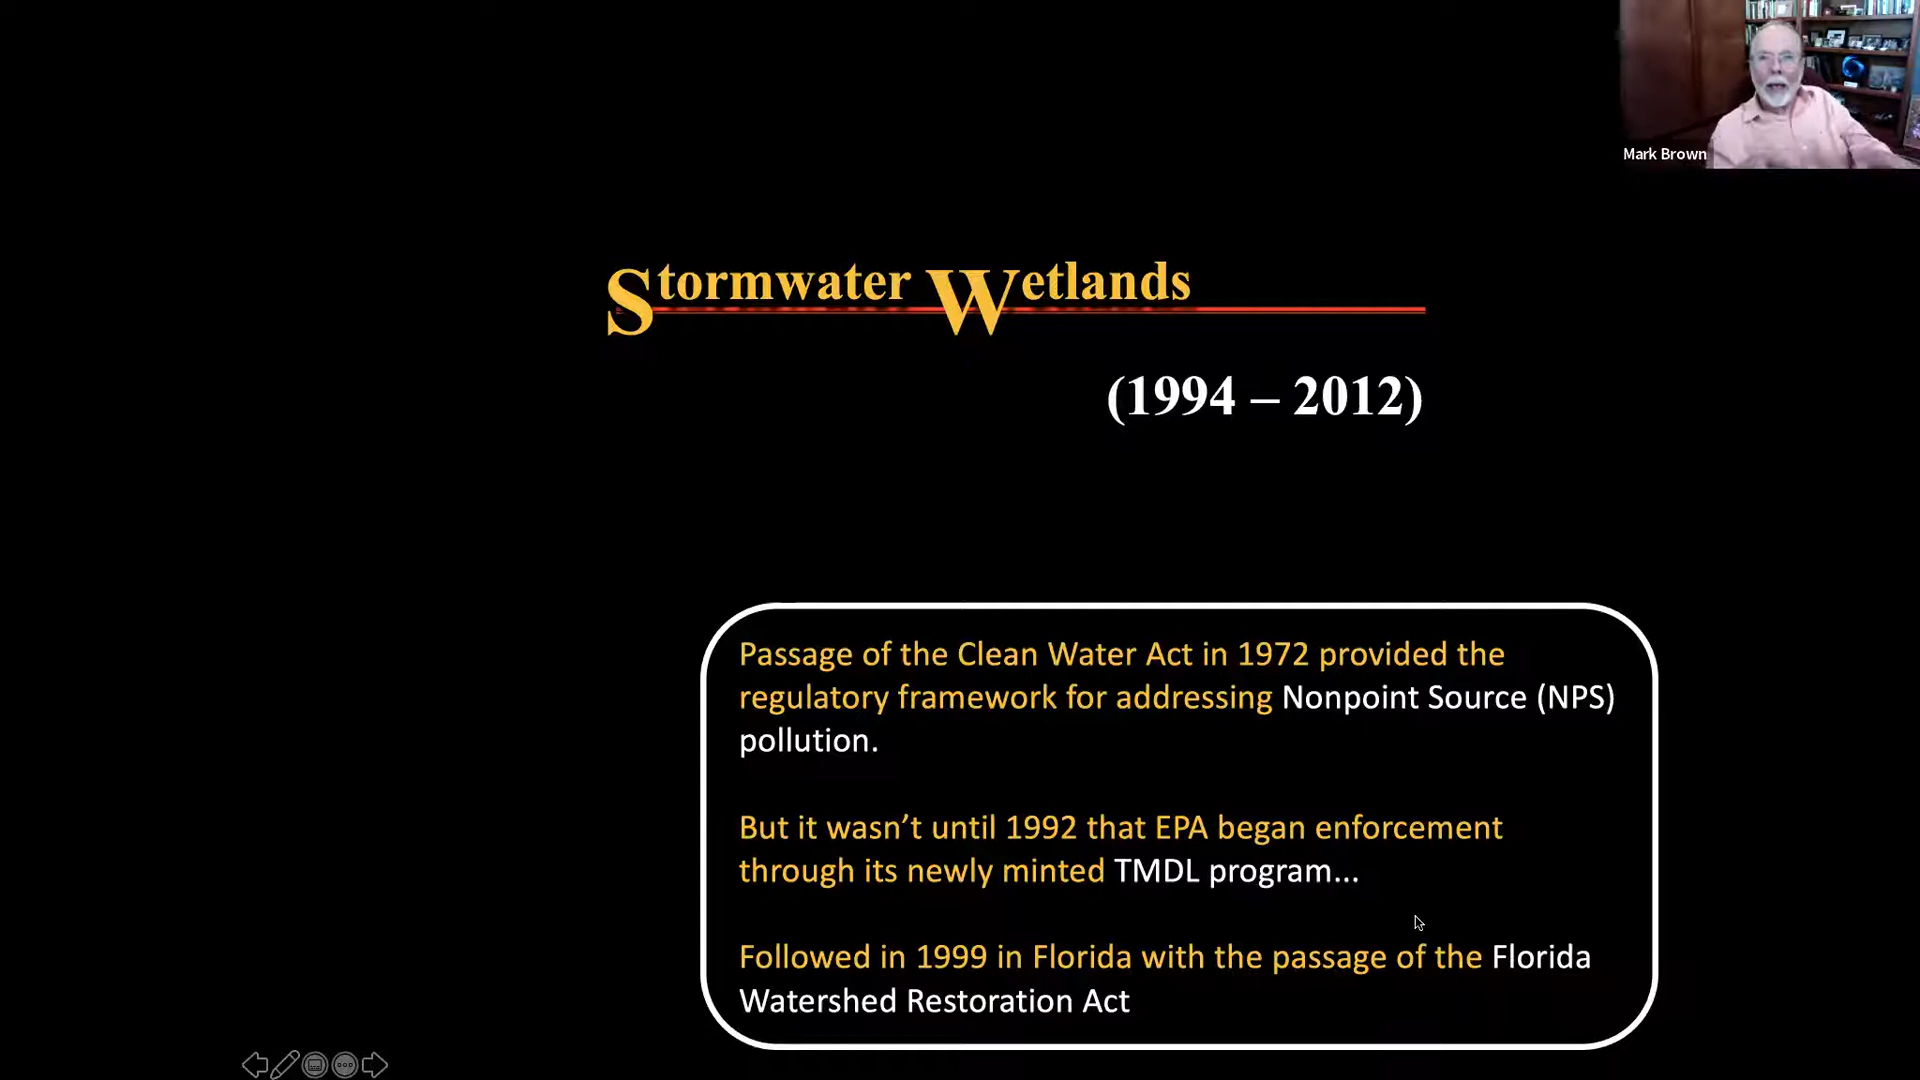 Mark Brown
Stormwater Wetlands
(1994 – 2012)
Passage of the Clean Water Act in 1972 provided the
regulatory framework for addressing Nonpoint Source (NPS)
pollution.
But it wasn’t until 1992 that EPA began enforcement
through its newly minted TMDL program...
Followed in 1999 in Florida with the passage of the Florida
Watershed Restoration Act